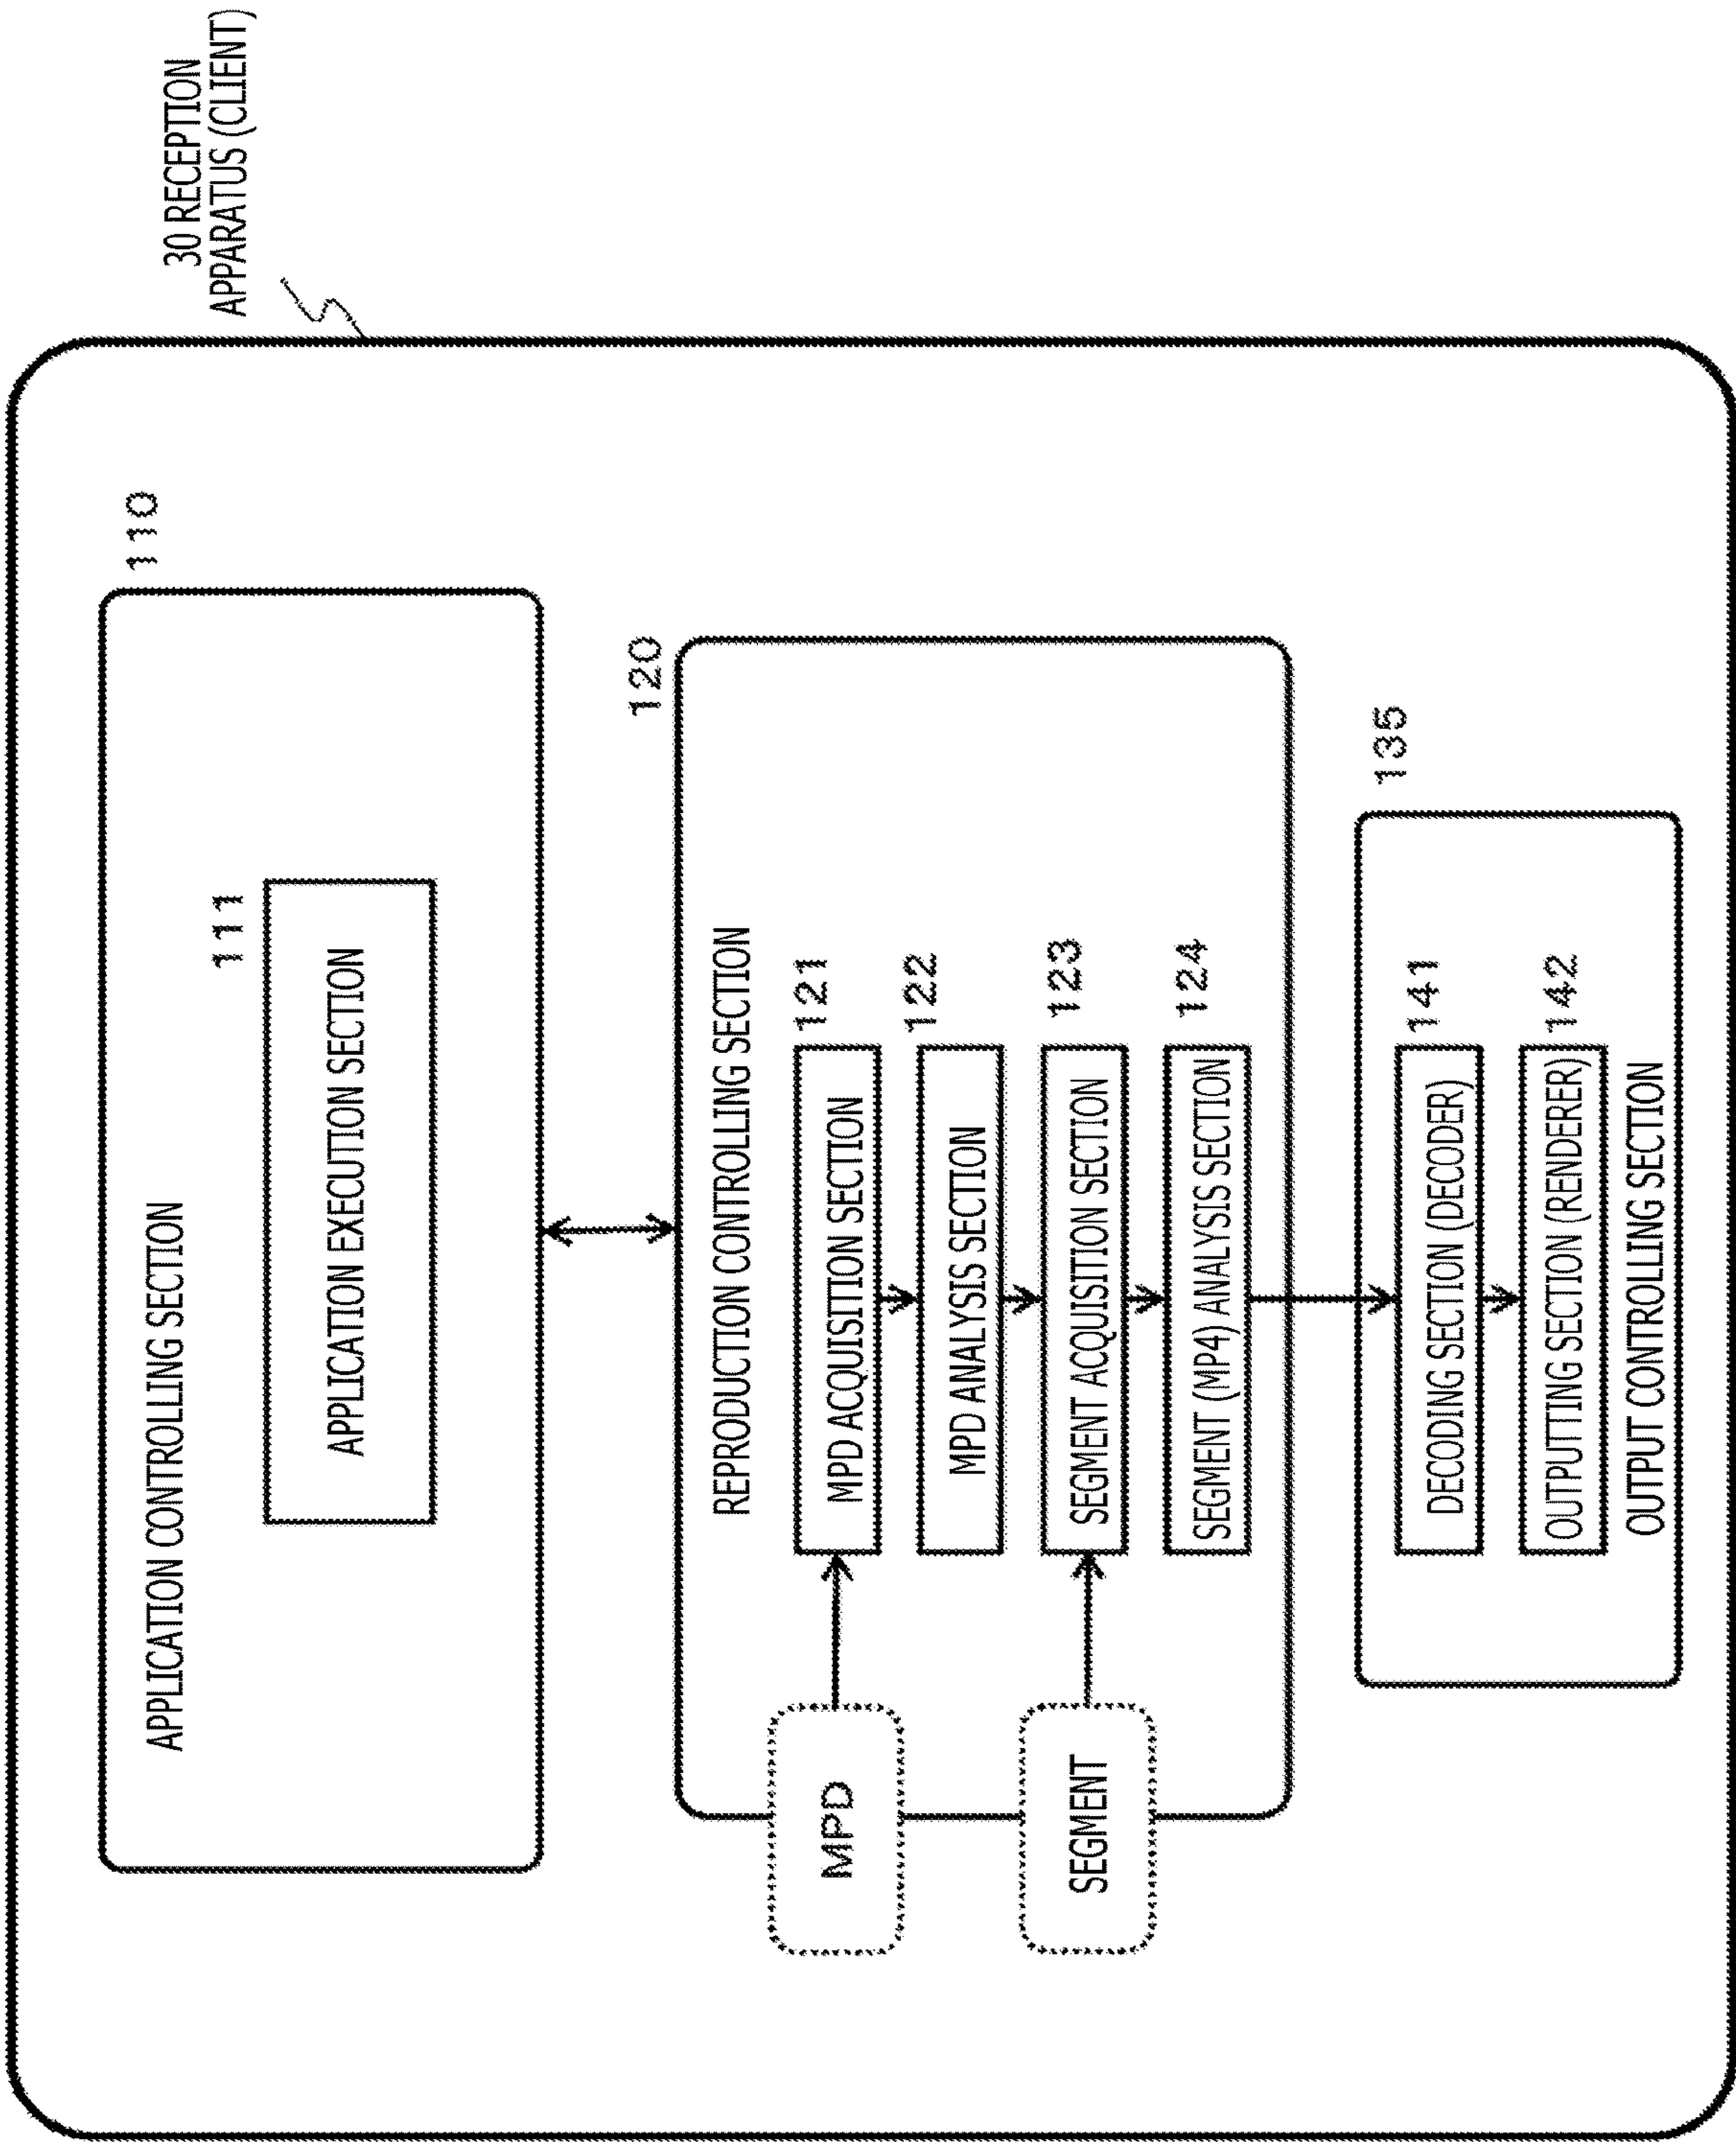 30 RECEPTION
APPARATUS (CLIENT)
110
APPLICATION CONTROLLING SECTION
111
APPLICATION EXECUTION SECTION
120
REPRODUCTION CONTROLLING SECTION
MPD
MPD ACQUISITION SECTION
121
MPD ANALYSIS SECTION
122
SEGMENT
SEGMENT ACQUISITION SECTION
123
SEGMENT (MP4) ANALYSIS SECTION
124
135
DECODING SECTION (DECODER)
141
OUTPUTTING SECTION (RENDERER)
142
OUTPUT CONTROLLING SECTION